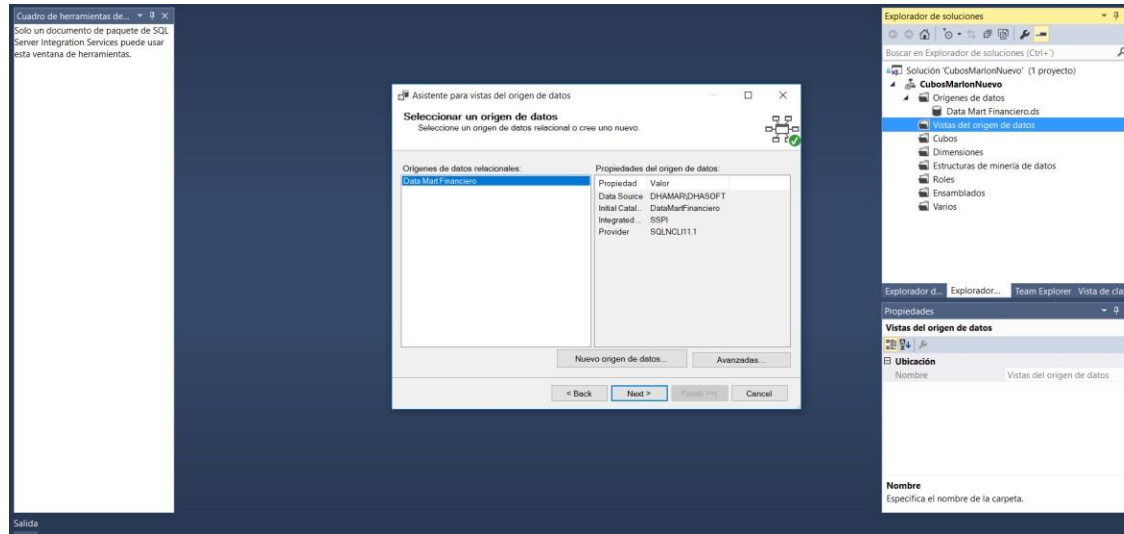 Cuadro de herramientas de...
Solo un documento de paquete de SQL
Server Integration Services puede usar
esta ventana de herramientas.
Asistente para vistas del origen de datos
Seleccionar un origen de datos
Seleccione un origen de datos relacional o cree uno nuevo.
Orígenes de datos relacionales:
Data Mart Financiero
Propiedades del origen de datos:
Propiedad Valor
Data Source DHAMAR\DHASOFT
Initial Catal... DataMartFinanciero
Integrated ... SSPI
Provider SQLNCLI11.1
Nuevo origen de datos...
Avanzadas...
< Back
Next >
Finish >>|
Cancel
Explorador de soluciones
Buscar en Explorador de soluciones (Ctrl+´)
Solución 'CubosMarlonNuevo' (1 proyecto)
CubosMarlonNuevo
Orígenes de datos
Data Mart Financiero.ds
Vistas del origen de datos
Cubos
Dimensiones
Estructuras de minería de datos
Roles
Ensamblados
Varios
Explorador d... Explorador... Team Explorer Vista de cla
Propiedades
Vistas del origen de datos
Ubicación
Nombre Vistas del origen de datos
Nombre
Especifica el nombre de la carpeta.
Salida